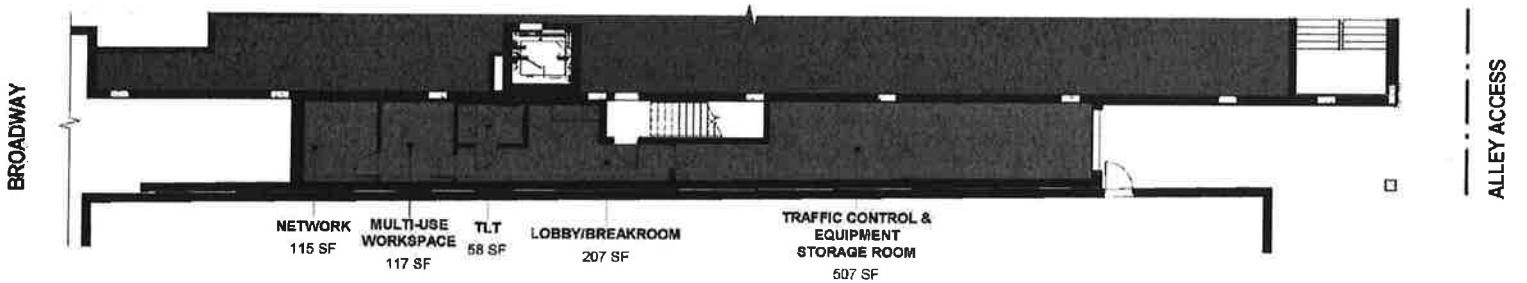 BROADWAY
NETWORK
115 SF
MULTI-USE
WORKSPACE
117 SF
TLT
58 SF
LOBBY/BREAKROOM
207 SF
TRAFFIC CONTROL &
EQUIPMENT
STORAGE ROOM
507 SF
ALLEY ACCESS